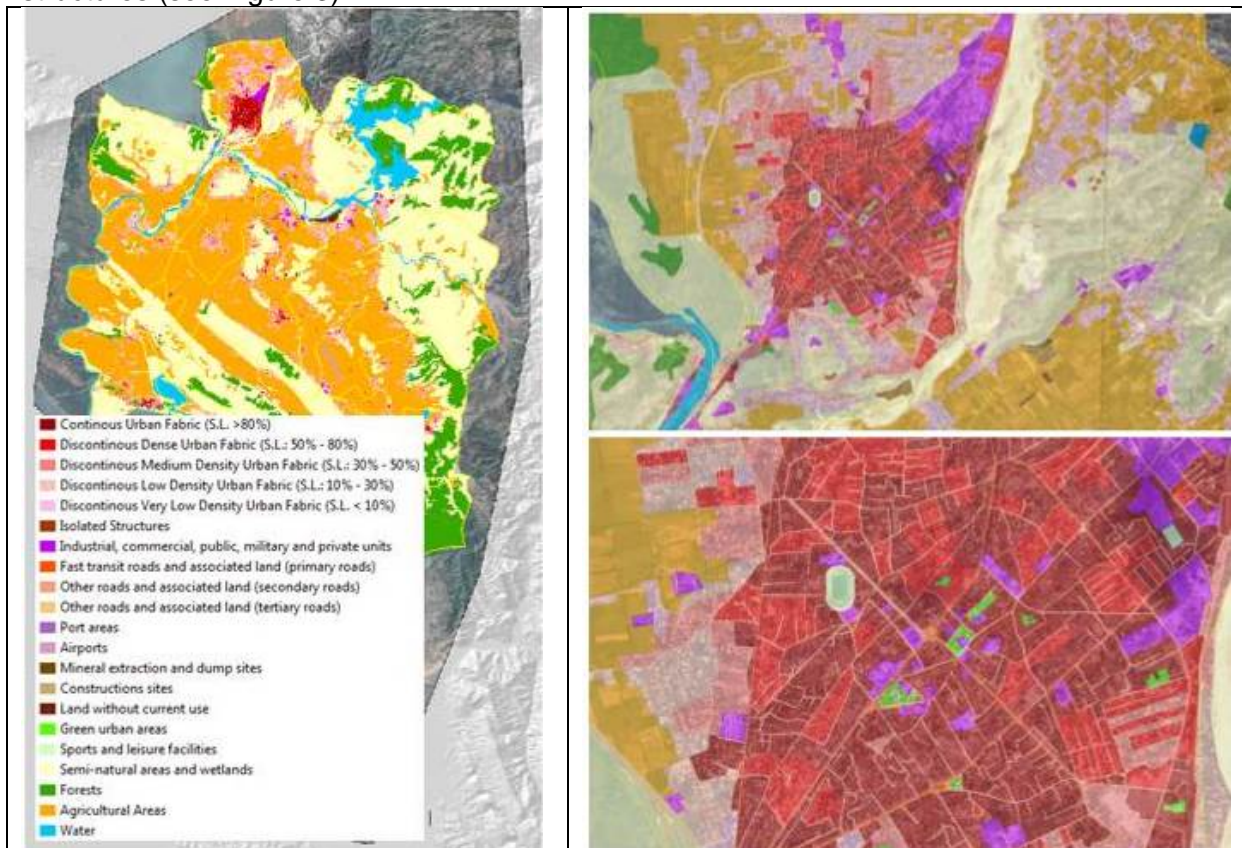 structures (see Figure 3)
Continous Urban Fabric (S.L. >80%)
Discontinous Dense Urban Fabric (S.L.: 50% - 80%)
Discontinous Medium Density Urban Fabric (S.L.: 30% - 50%)
Discontinous Low Density Urban Fabric (S.L.: 10% - 30%)
Discontinous Very Low Density Urban Fabric (S.L. < 10%)
Isolated Structures
Industrial, commercial, public, military and private units
Fast transit roads and associated land (primary roads)
Other roads and associated land (secondary roads)
Other roads and associated land (tertiary roads)
Port areas
Airports
Mineral extraction and dump sites
Constructions sites
Land without current use
Green urban areas
Sports and leisure facilities
Semi-natural areas and wetlands
Forests
Agricultural Areas
Water